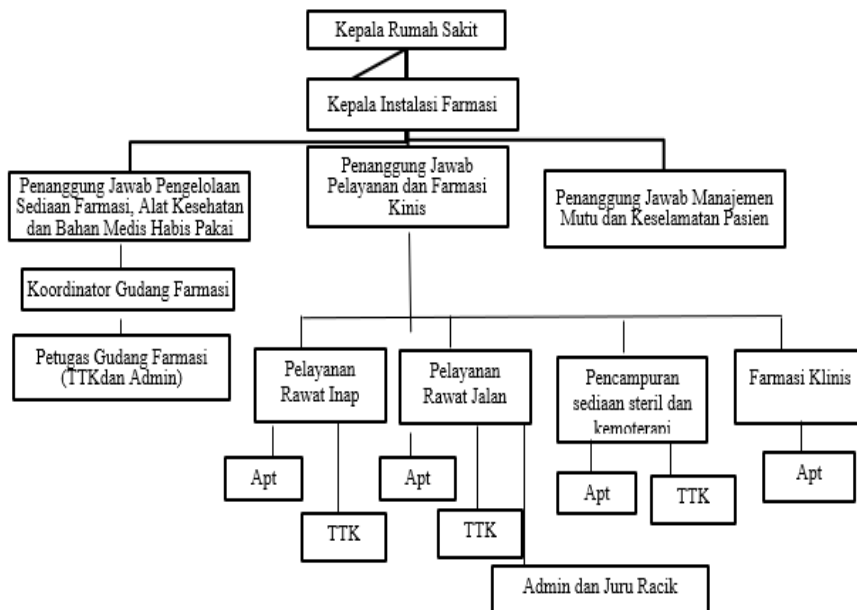 Kepala Rumah Sakit
Kepala Instalasi Farmasi
Penanggung Jawab Pengelolaan
Sediaan Farmasi, Alat Kesehatan
dan Bahan Medis Habis Pakai
Penanggung Jawab
Pelayanan dan Farmasi
Kinis
Penanggung Jawab Manajemen
Mutu dan Keselamatan Pasien
Koordinator Gudang Farmasi
Petugas Gudang Farmasi
(TTKdan Admin)
Pelayanan
Rawat Inap
Pelayanan
Rawat Jalan
Pencampuran
sediaan steril dan
kemoterapi
Farmasi Klinis
Apt
Apt
Apt
Apt
TTK
TTK
TTK
Admin dan Juru Racik